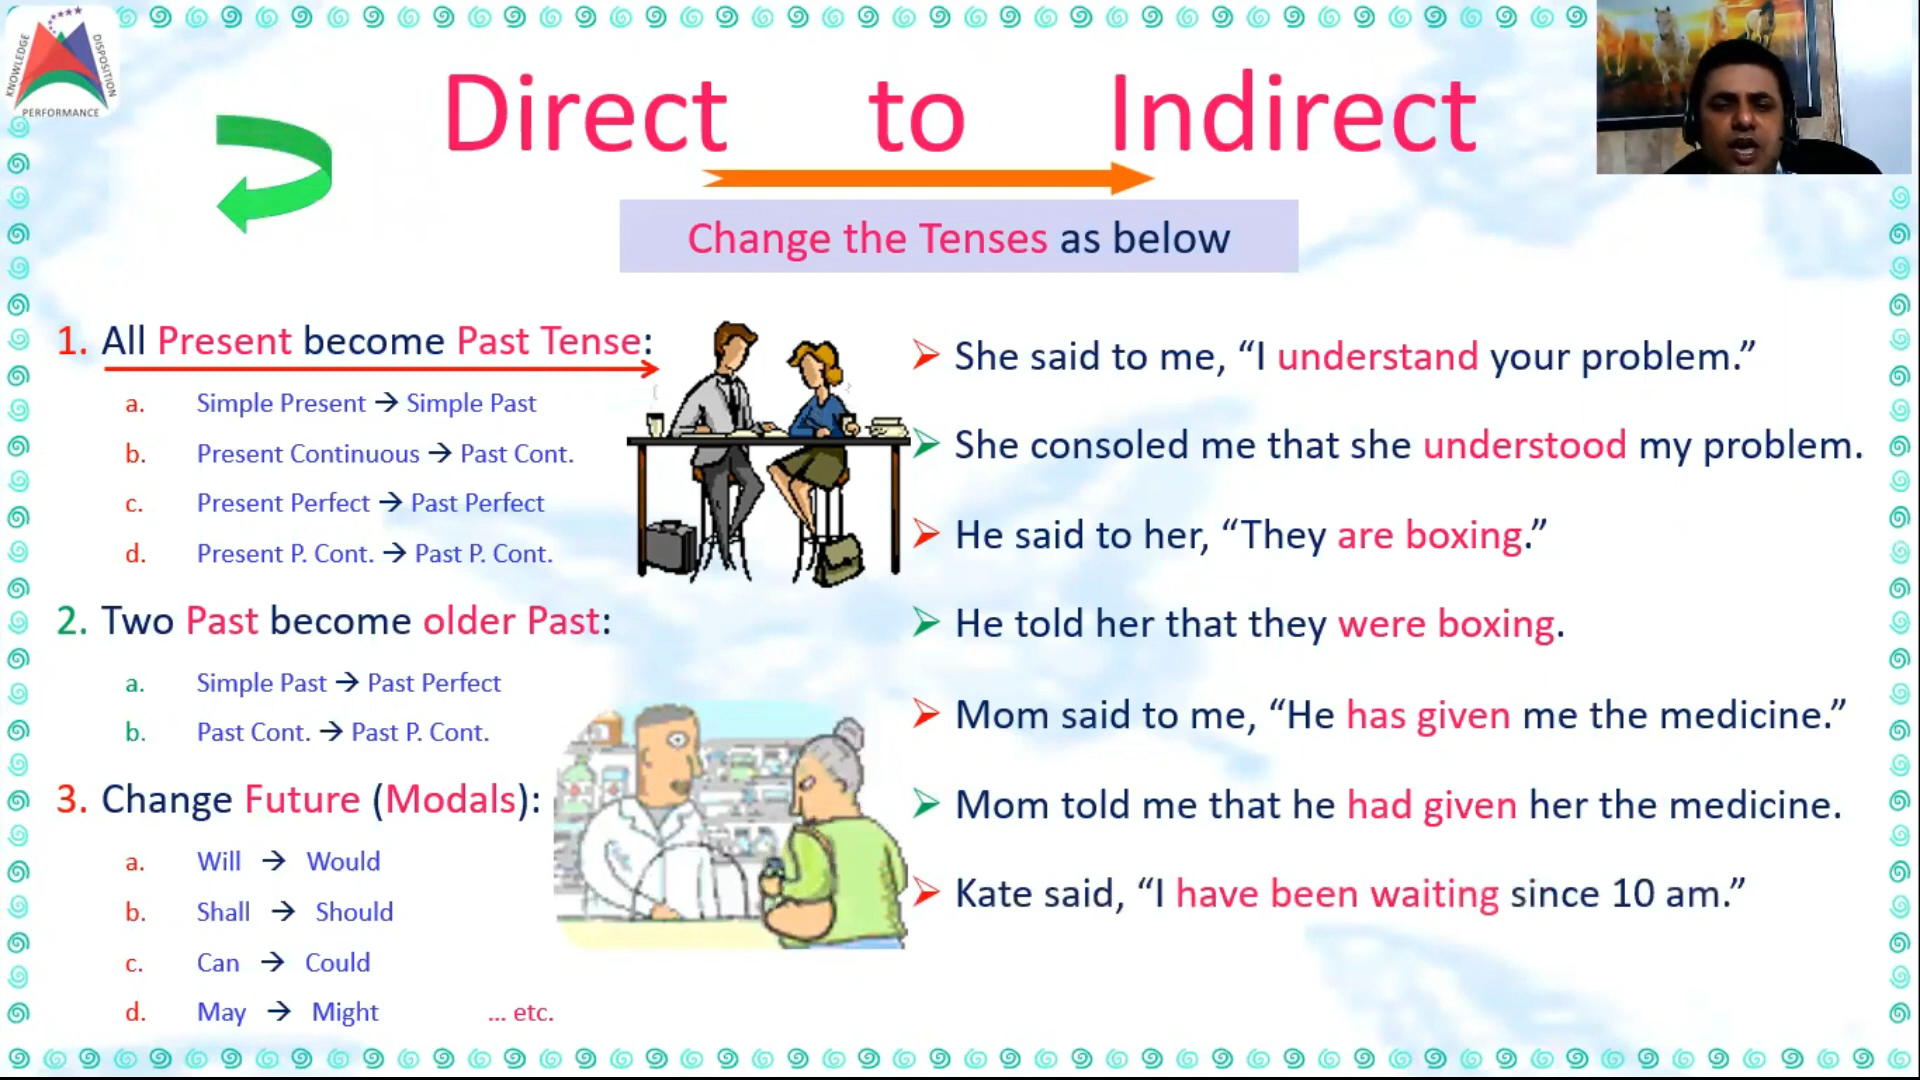 KNOWLEDGE
DISPOSITION
PERFORMANCE
Direct to Indirect
Change the Tenses as below
1. All Present become Past Tense:
a. Simple Present → Simple Past
b. Present Continuous → Past Cont.
c. Present Perfect → Past Perfect
d. Present P. Cont. → Past P. Cont.
2. Two Past become older Past:
a. Simple Past → Past Perfect
b. Past Cont. → Past P. Cont.
3. Change Future (Modals):
a. Will → Would
b. Shall → Should
c. Can → Could
d. May → Might ... etc.
➢ She said to me, “I understand your problem.”
➢ She consoled me that she understood my problem.
➢ He said to her, “They are boxing.”
➢ He told her that they were boxing.
➢ Mom said to me, “He has given me the medicine.”
➢ Mom told me that he had given her the medicine.
➢ Kate said, “I have been waiting since 10 am.”